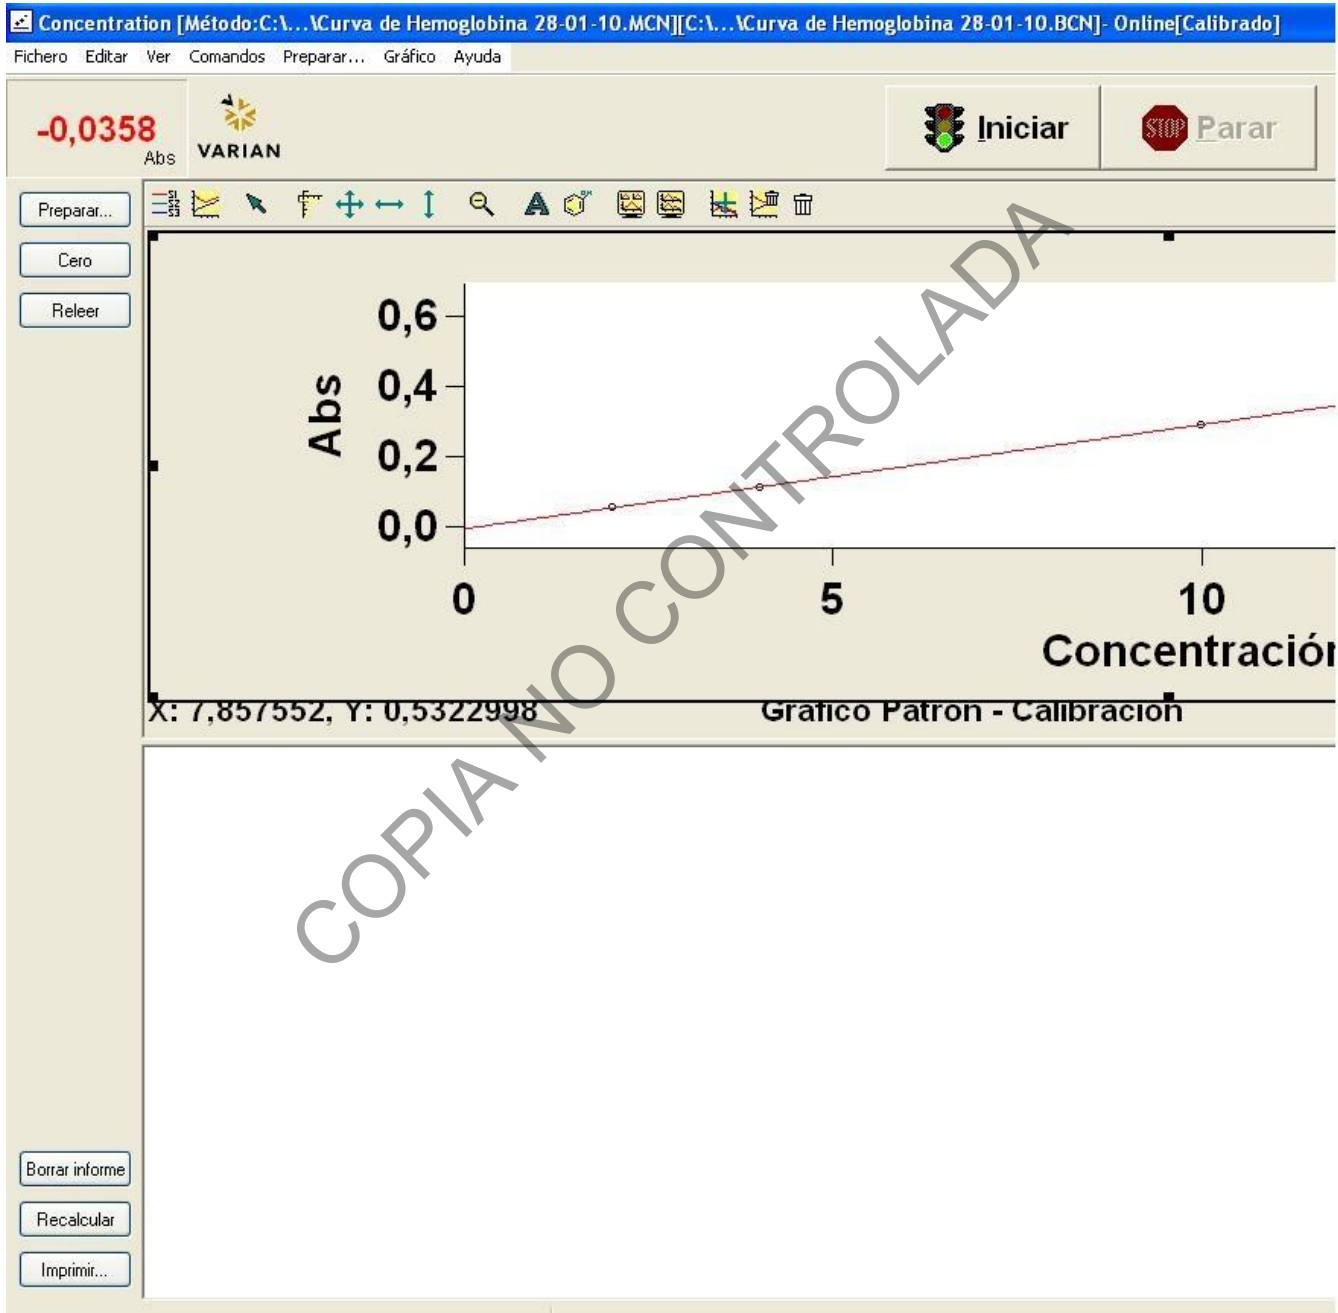 Concentration [Método:C:\...\Curva de Hemoglobina 28-01-10.MCN][C:\...\Curva de Hemoglobina 28-01-10.BCN]- Online[Calibrado]
Fichero Editar Ver Comandos Preparar... Gráfico Ayuda
-0,0358
Abs
VARIAN
Iniciar
STOP
Parar
Preparar...
Cero
Releer
0,6
0,4
0,2
0,0
Abs
0 5 10
Concentración
X: 7,857552, Y: 0,5322998 Grafico Patron - Calibracion
COPIA NO CONTROLADA
Borrar informe
Recalcular
Imprimir...